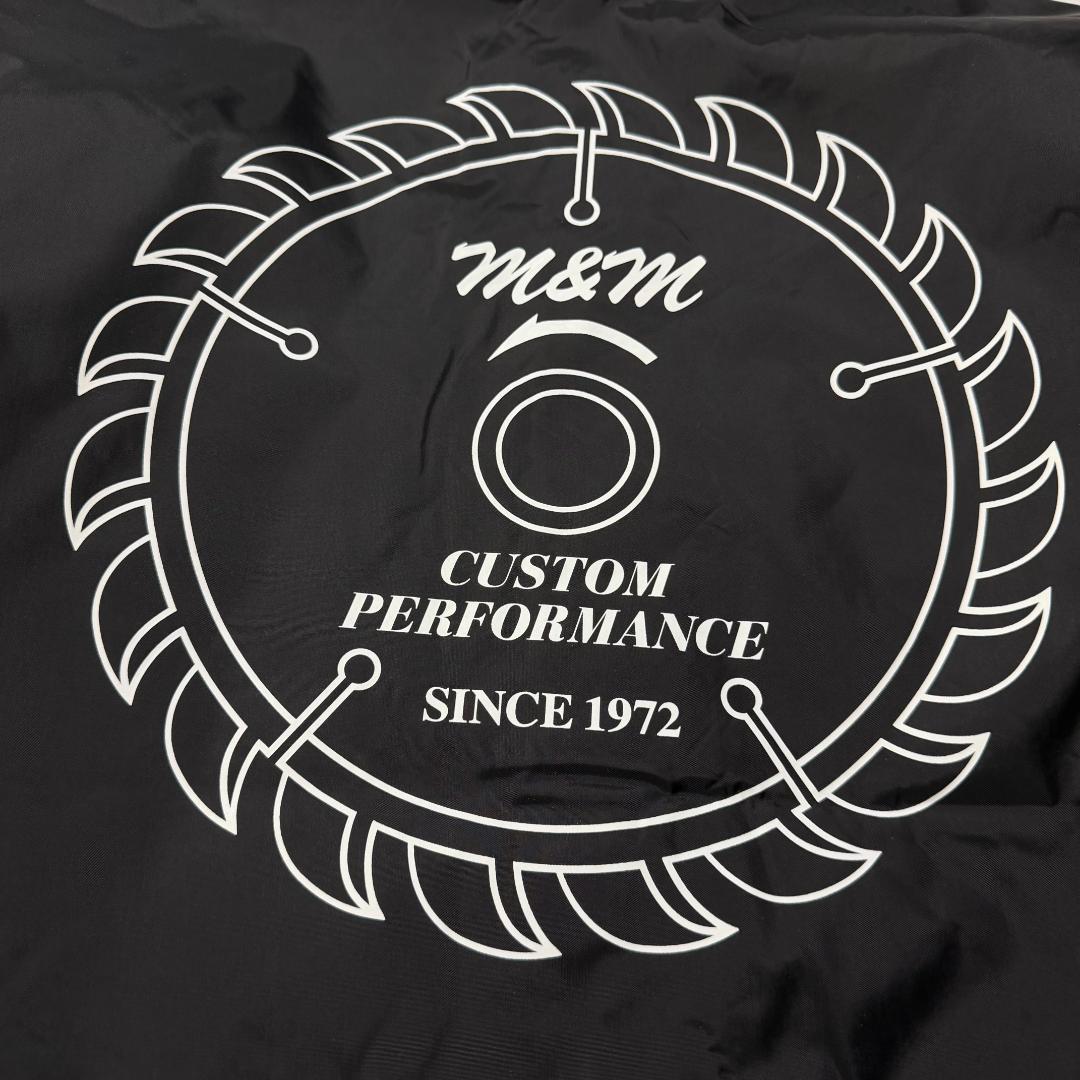 M&M
CUSTOM
PERFORMANCE
SINCE 1972